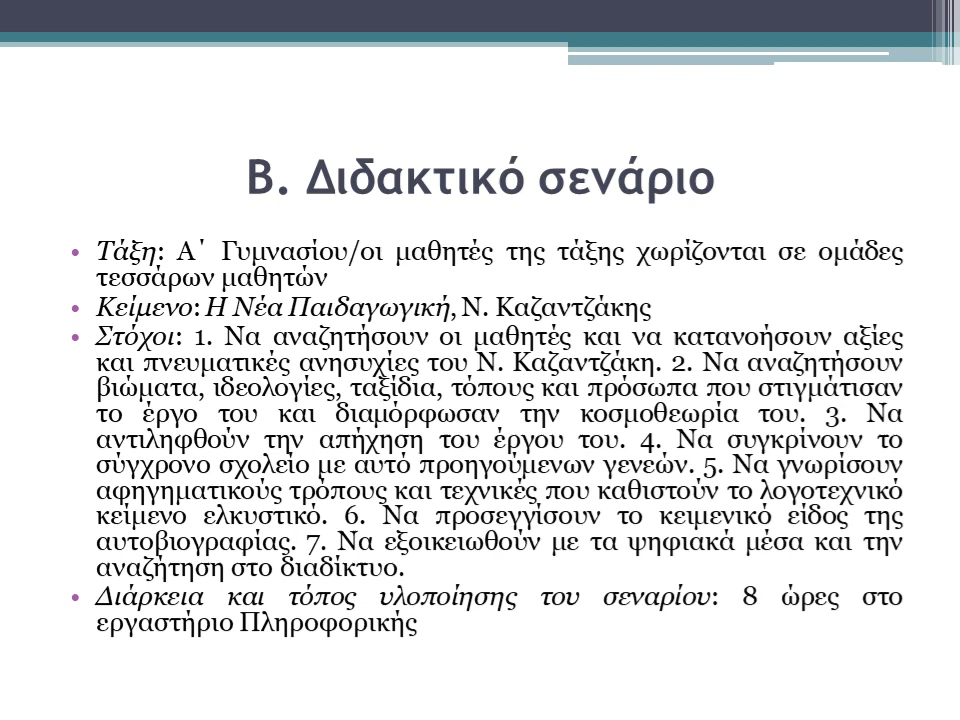 Β. Διδακτικό σενάριο
• Τάξη: Α΄ Γυμνασίου/οι μαθητές της τάξης χωρίζονται σε ομάδες
τεσσάρων μαθητών
• Κείμενο: Η Νέα Παιδαγωγική, Ν. Καζαντζάκης
• Στόχοι: 1. Να αναζητήσουν οι μαθητές και να κατανοήσουν αξίες
και πνευματικές ανησυχίες του Ν. Καζαντζάκη. 2. Να αναζητήσουν
βιώματα, ιδεολογίες, ταξίδια, τόπους και πρόσωπα που στιγμάτισαν
το έργο του και διαμόρφωσαν την κοσμοθεωρία του. 3. Να
αντιληφθούν την απήχηση του έργου του. 4. Να συγκρίνουν το
σύγχρονο σχολείο με αυτό προηγούμενων γενεών. 5. Να γνωρίσουν
αφηγηματικούς τρόπους και τεχνικές που καθιστούν το λογοτεχνικό
κείμενο ελκυστικό. 6. Να προσεγγίσουν το κειμενικό είδος της
αυτοβιογραφίας. 7. Να εξοικειωθούν με τα ψηφιακά μέσα και την
αναζήτηση στο διαδίκτυο.
• Διάρκεια και τόπος υλοποίησης του σεναρίου: 8 ώρες στο
εργαστήριο Πληροφορικής